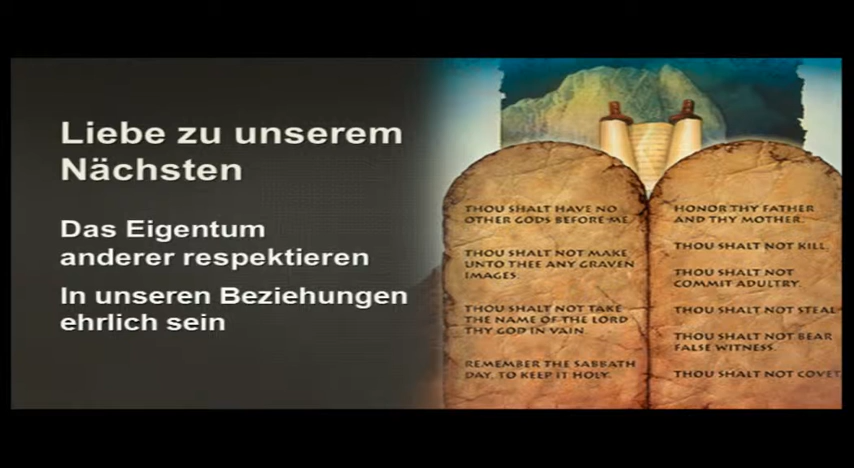 Liebe zu unserem
Nächsten
Das Eigentum
anderer respektieren
In unseren Beziehungen
ehrlich sein
THOU SHALT HAVE NO
OTHER GODS BEFORE ME.
THOU SHALT NOT MAKE
UNTO THEE ANY GRAVEN
IMAGES.
THOU SHALT NOT TAKE
THE NAME OF THE LORD
THY GOD IN VAIN.
REMEMBER THE SABBATH
DAY, TO KEEP IT HOLY.
HONOR THY FATHER
AND THY MOTHER.
THOU SHALT NOT KILL.
THOU SHALT NOT
COMMIT ADULTRY.
THOU SHALT NOT STEAL
THOU SHALT NOT BEAR
FALSE WITNESS.
THOU SHALT NOT COVET